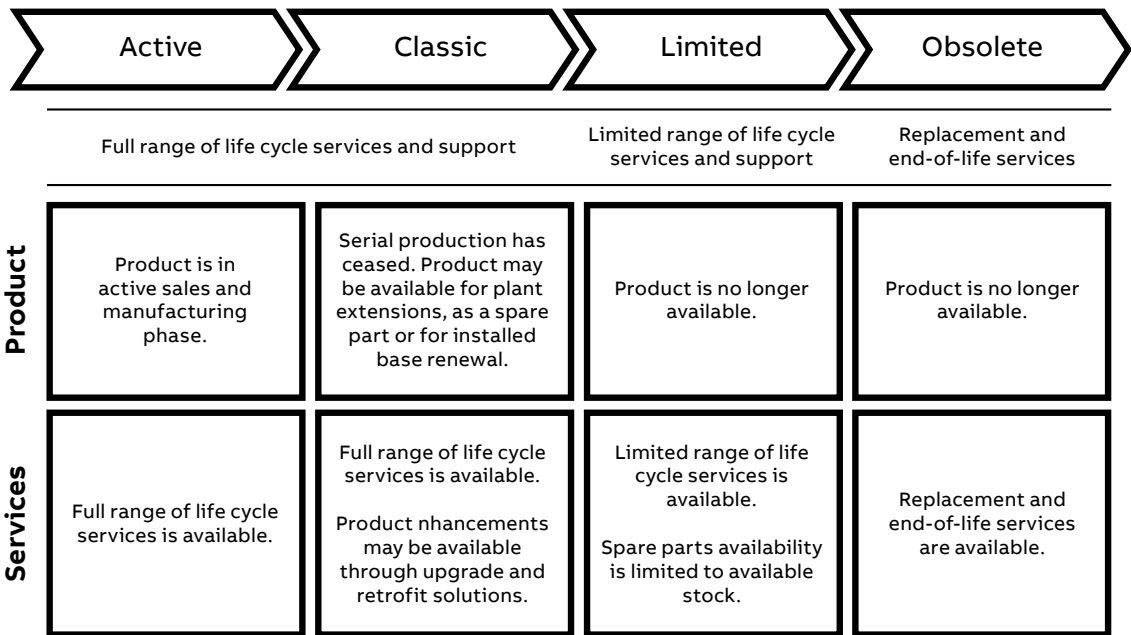 Active
Classic
Limited
Obsolete
Full range of life cycle services and support
Limited range of life cycle
services and support
Replacement and
end-of-life services
Product
Product is in
active sales and
manufacturing
phase.
Serial production has
ceased. Product may
be available for plant
extensions, as a spare
part or for installed
base renewal.
Product is no longer
available.
Product is no longer
available.
Services
Full range of life cycle
services is available.
Full range of life cycle
services is available.
Product nhancements
may be available
through upgrade and
retrofit solutions.
Limited range of life
cycle services is
available.
Spare parts availability
is limited to available
stock.
Replacement and
end-of-life services
are available.